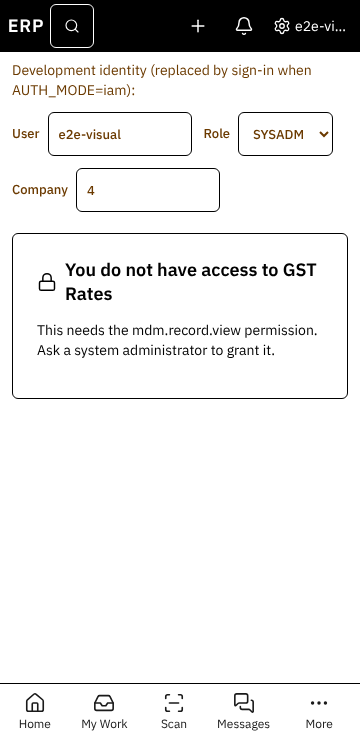 ERP
e2e-vi...
Development identity (replaced by sign-in when
AUTH_MODE=iam):
User e2e-visual Role SYSADM
Company 4
You do not have access to GST
Rates
This needs the mdm.record.view permission.
Ask a system administrator to grant it.
Home My Work Scan Messages More